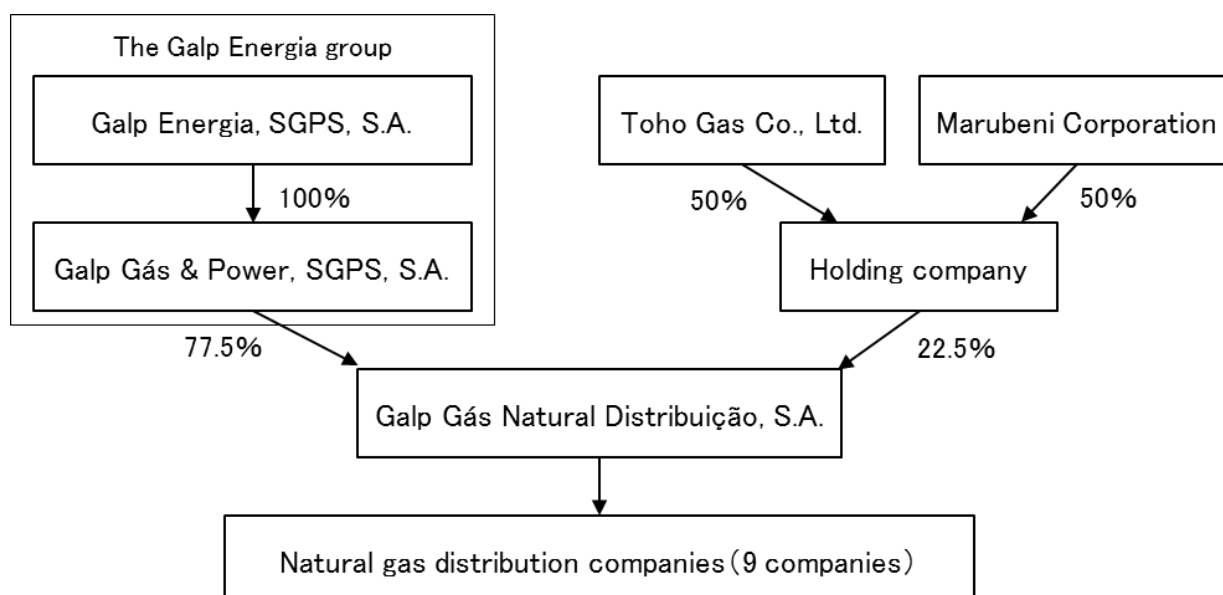 The Galp Energia group
Galp Energia, SGPS, S.A.
Toho Gas Co., Ltd.
Marubeni Corporation
100%
50%
50%
Galp Gás & Power, SGPS, S.A.
Holding company
77.5%
22.5%
Galp Gás Natural Distribuição, S.A.
Natural gas distribution companies(9 companies)